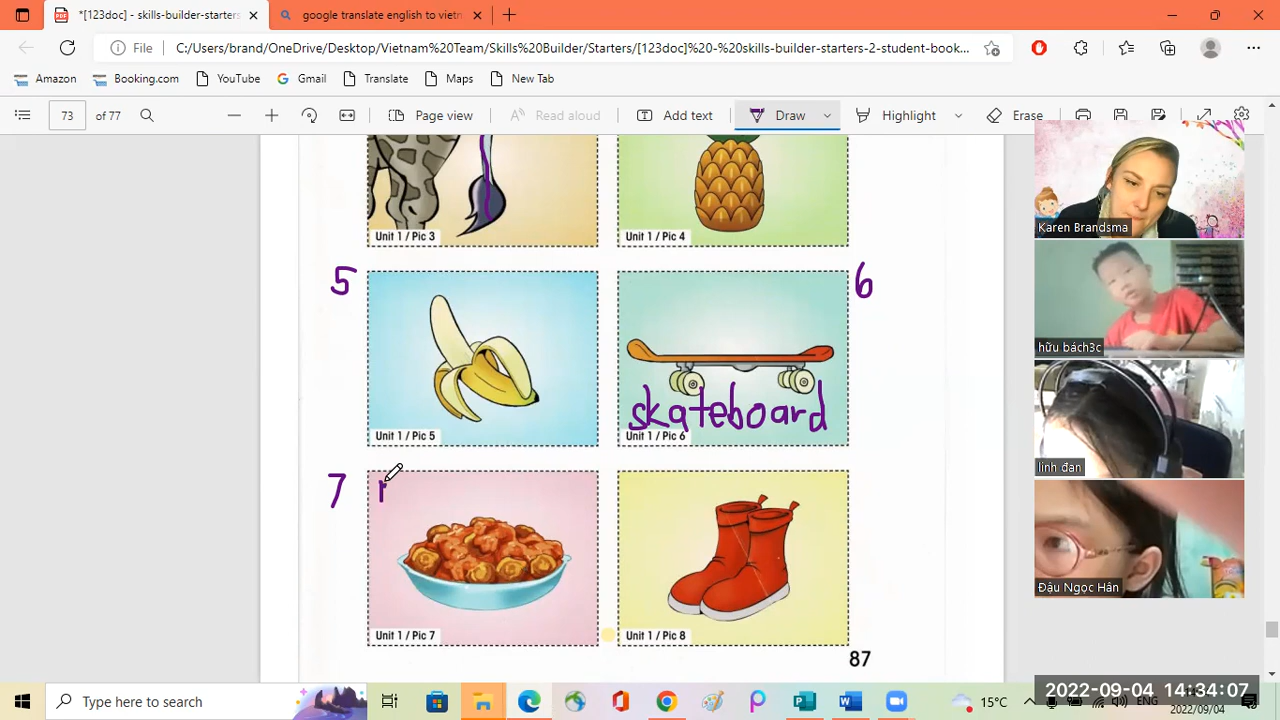 *[123doc] - skills-builder-starters
google translate english to vietn
File
C:/Users/brand/OneDrive/Desktop/Vietnam%20Team/Skills%20Builder/Starters/[123doc]%20-%20skills-builder-starters-2-student-book...
Amazon
Booking.com
YouTube
Gmail
Translate
Maps
New Tab
73 of 77
Page view
Read aloud
Add text
Draw
Highlight
Erase
Unit 1 / Pic 3
Unit 1 / Pic 4
5
6
skateboard
Unit 1 / Pic 5
Unit 1 / Pic 6
7
Unit 1 / Pic 7
Unit 1 / Pic 8
87
Karen Brandsma
hữu bách3c
linh đan
Đậu Ngọc Hân
Type here to search
15°C
ENG
2022-09-04 14:34:07
2022/09/04